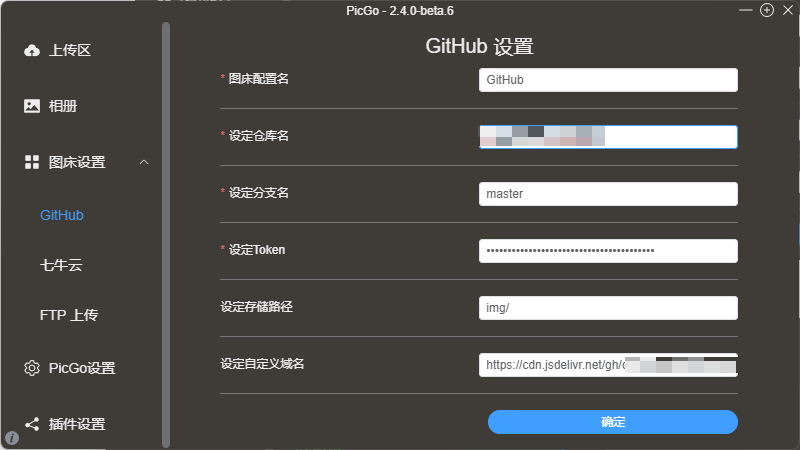 PicGo - 2.4.0-beta.6
上传区
相册
图床设置
GitHub
七牛云
FTP 上传
PicGo设置
插件设置
GitHub 设置
* 图床配置名
GitHub
* 设定仓库名
* 设定分支名
master
* 设定Token
设定存储路径
img/
设定自定义域名
https://cdn.jsdelivr.net/gh/
确定